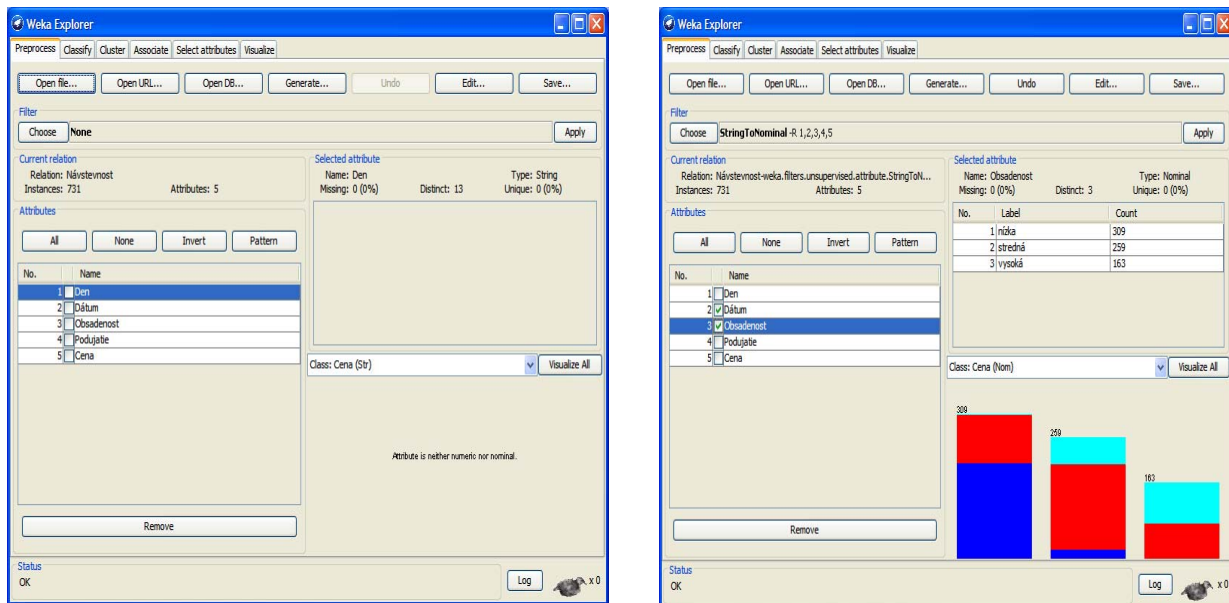 Weka Explorer
Preprocess Classify Cluster Associate Select attributes Visualize
Open file... Open URL... Open DB... Generate... Undo Edit... Save...
Filter
Choose None Apply
Current relation
Relation: Návstevnost
Instances: 731 Attributes: 5
Selected attribute
Name: Den Type: String
Missing: 0 (0%) Distinct: 13 Unique: 0 (0%)
Attributes
All None Invert Pattern
No. Name
1 Den
2 Dátum
3 Obsadenost
4 Podujatie
5 Cena
Remove
Class: Cena (Str) Visualize All
Attribute is neither numeric nor nominal.
Status
OK
Log x 0
Weka Explorer
Preprocess Classify Cluster Associate Select attributes Visualize
Open file... Open URL... Open DB... Generate... Undo Edit... Save...
Filter
Choose StringToNominal -R 1,2,3,4,5 Apply
Current relation
Relation: Návstevnost-weka.filters.unsupervised.attribute.StringToN...
Instances: 731 Attributes: 5
Selected attribute
Name: Obsadenost Type: Nominal
Missing: 0 (0%) Distinct: 3 Unique: 0 (0%)
No. Label Count
1 nízka 309
2 stredná 259
3 vysoká 163
Attributes
All None Invert Pattern
No. Name
1 Den
2 Dátum
3 Obsadenost
4 Podujatie
5 Cena
Remove
Class: Cena (Nom) Visualize All
309
259
163
Status
OK
Log x 0